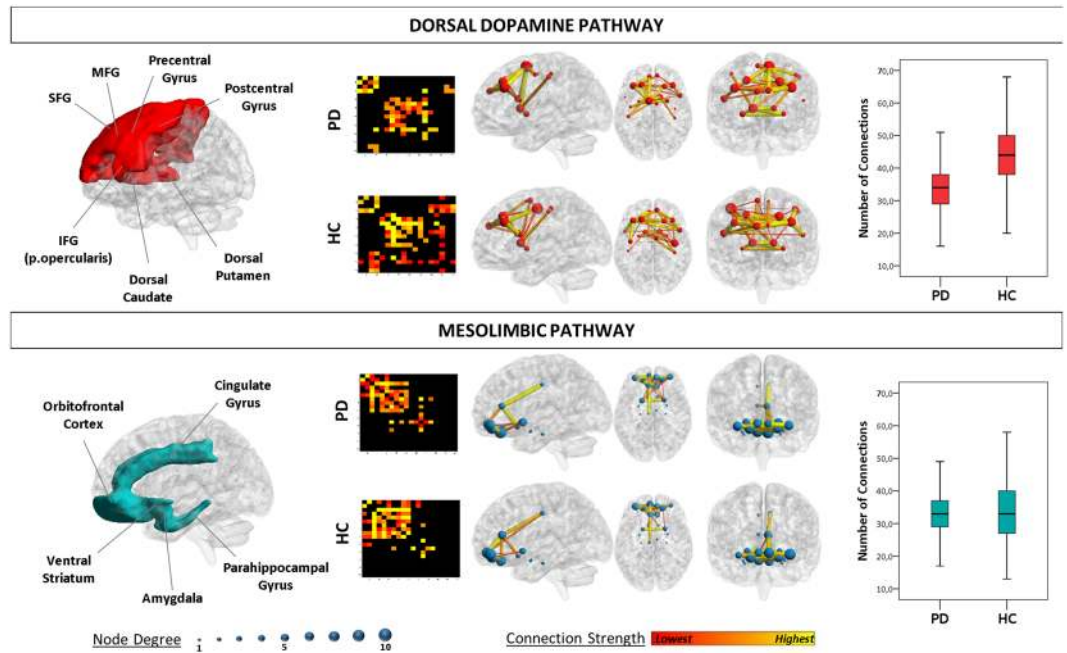 DORSAL DOPAMINE PATHWAY
MFG
Precentral
Gyrus
SFG
Postcentral
Gyrus
IFG
(p.opercularis)
Dorsal
Caudate
Dorsal
Putamen
PD
HC
Number of Connections
70,0
60,0
50,0
40,0
30,0
20,0
10,0
PD
HC
MESOLIMBIC PATHWAY
Cingulate
Gyrus
Orbitofrontal
Cortex
Ventral
Striatum
Amygdala
Parahippocampal
Gyrus
PD
HC
Number of Connections
70,0
60,0
50,0
40,0
30,0
20,0
10,0
PD
HC
Node Degree
1
5
10
Connection Strength
Lowest
Highest